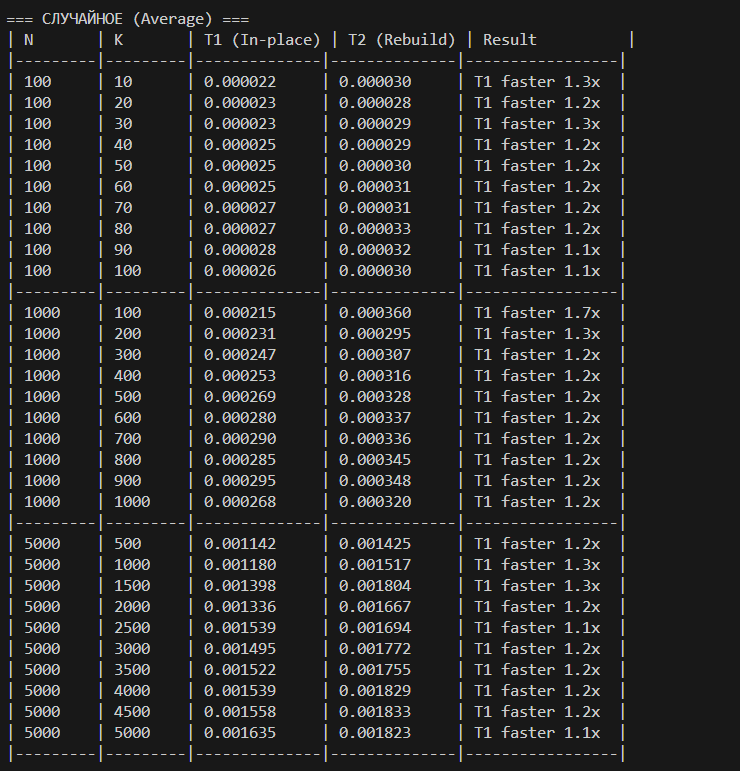 === СЛУЧАЙНОЕ (Average) ===
| N       | K       | T1 (In-place) | T2 (Rebuild) | Result          |
|---------|---------|--------------|--------------|-----------------|
| 100     | 10      | 0.000022     | 0.000030     | T1 faster 1.3x  |
| 100     | 20      | 0.000023     | 0.000028     | T1 faster 1.2x  |
| 100     | 30      | 0.000023     | 0.000029     | T1 faster 1.3x  |
| 100     | 40      | 0.000025     | 0.000029     | T1 faster 1.2x  |
| 100     | 50      | 0.000025     | 0.000030     | T1 faster 1.2x  |
| 100     | 60      | 0.000025     | 0.000031     | T1 faster 1.2x  |
| 100     | 70      | 0.000027     | 0.000031     | T1 faster 1.2x  |
| 100     | 80      | 0.000027     | 0.000033     | T1 faster 1.2x  |
| 100     | 90      | 0.000028     | 0.000032     | T1 faster 1.1x  |
| 100     | 100     | 0.000026     | 0.000030     | T1 faster 1.1x  |
|---------|---------|--------------|--------------|-----------------|
| 1000    | 100     | 0.000215     | 0.000360     | T1 faster 1.7x  |
| 1000    | 200     | 0.000231     | 0.000295     | T1 faster 1.3x  |
| 1000    | 300     | 0.000247     | 0.000307     | T1 faster 1.2x  |
| 1000    | 400     | 0.000253     | 0.000316     | T1 faster 1.2x  |
| 1000    | 500     | 0.000269     | 0.000328     | T1 faster 1.2x  |
| 1000    | 600     | 0.000280     | 0.000337     | T1 faster 1.2x  |
| 1000    | 700     | 0.000290     | 0.000336     | T1 faster 1.2x  |
| 1000    | 800     | 0.000285     | 0.000345     | T1 faster 1.2x  |
| 1000    | 900     | 0.000295     | 0.000348     | T1 faster 1.2x  |
| 1000    | 1000    | 0.000268     | 0.000320     | T1 faster 1.2x  |
|---------|---------|--------------|--------------|-----------------|
| 5000    | 500     | 0.001142     | 0.001425     | T1 faster 1.2x  |
| 5000    | 1000    | 0.001180     | 0.001517     | T1 faster 1.3x  |
| 5000    | 1500    | 0.001398     | 0.001804     | T1 faster 1.3x  |
| 5000    | 2000    | 0.001336     | 0.001667     | T1 faster 1.2x  |
| 5000    | 2500    | 0.001539     | 0.001694     | T1 faster 1.1x  |
| 5000    | 3000    | 0.001495     | 0.001772     | T1 faster 1.2x  |
| 5000    | 3500    | 0.001522     | 0.001755     | T1 faster 1.2x  |
| 5000    | 4000    | 0.001539     | 0.001829     | T1 faster 1.2x  |
| 5000    | 4500    | 0.001558     | 0.001833     | T1 faster 1.2x  |
| 5000    | 5000    | 0.001635     | 0.001823     | T1 faster 1.1x  |
|---------|---------|--------------|--------------|-----------------|